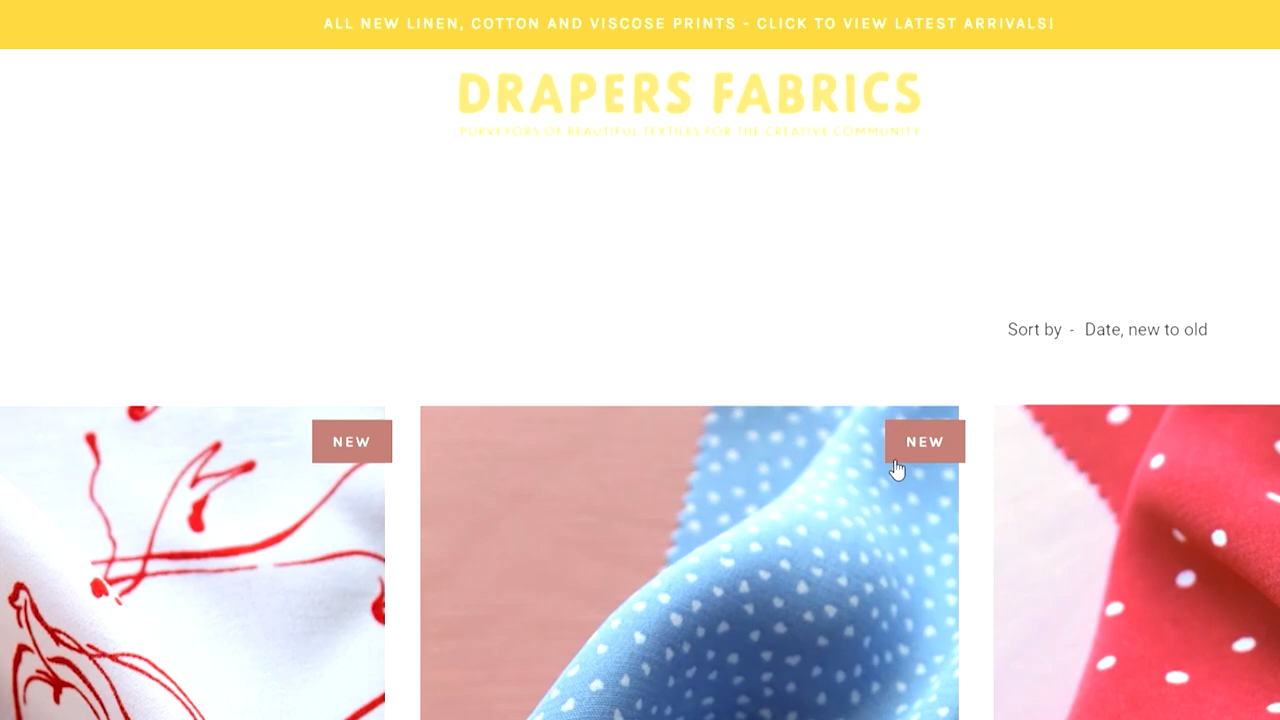 ALL NEW LINEN, COTTON AND VISCOSE PRINTS - CLICK TO VIEW LATEST ARRIVALS!
DRAPERS FABRICS
PURVEYORS OF BEAUTIFUL TEXTILES FOR THE CREATIVE COMMUNITY
Sort by - Date, new to old
NEW
NEW